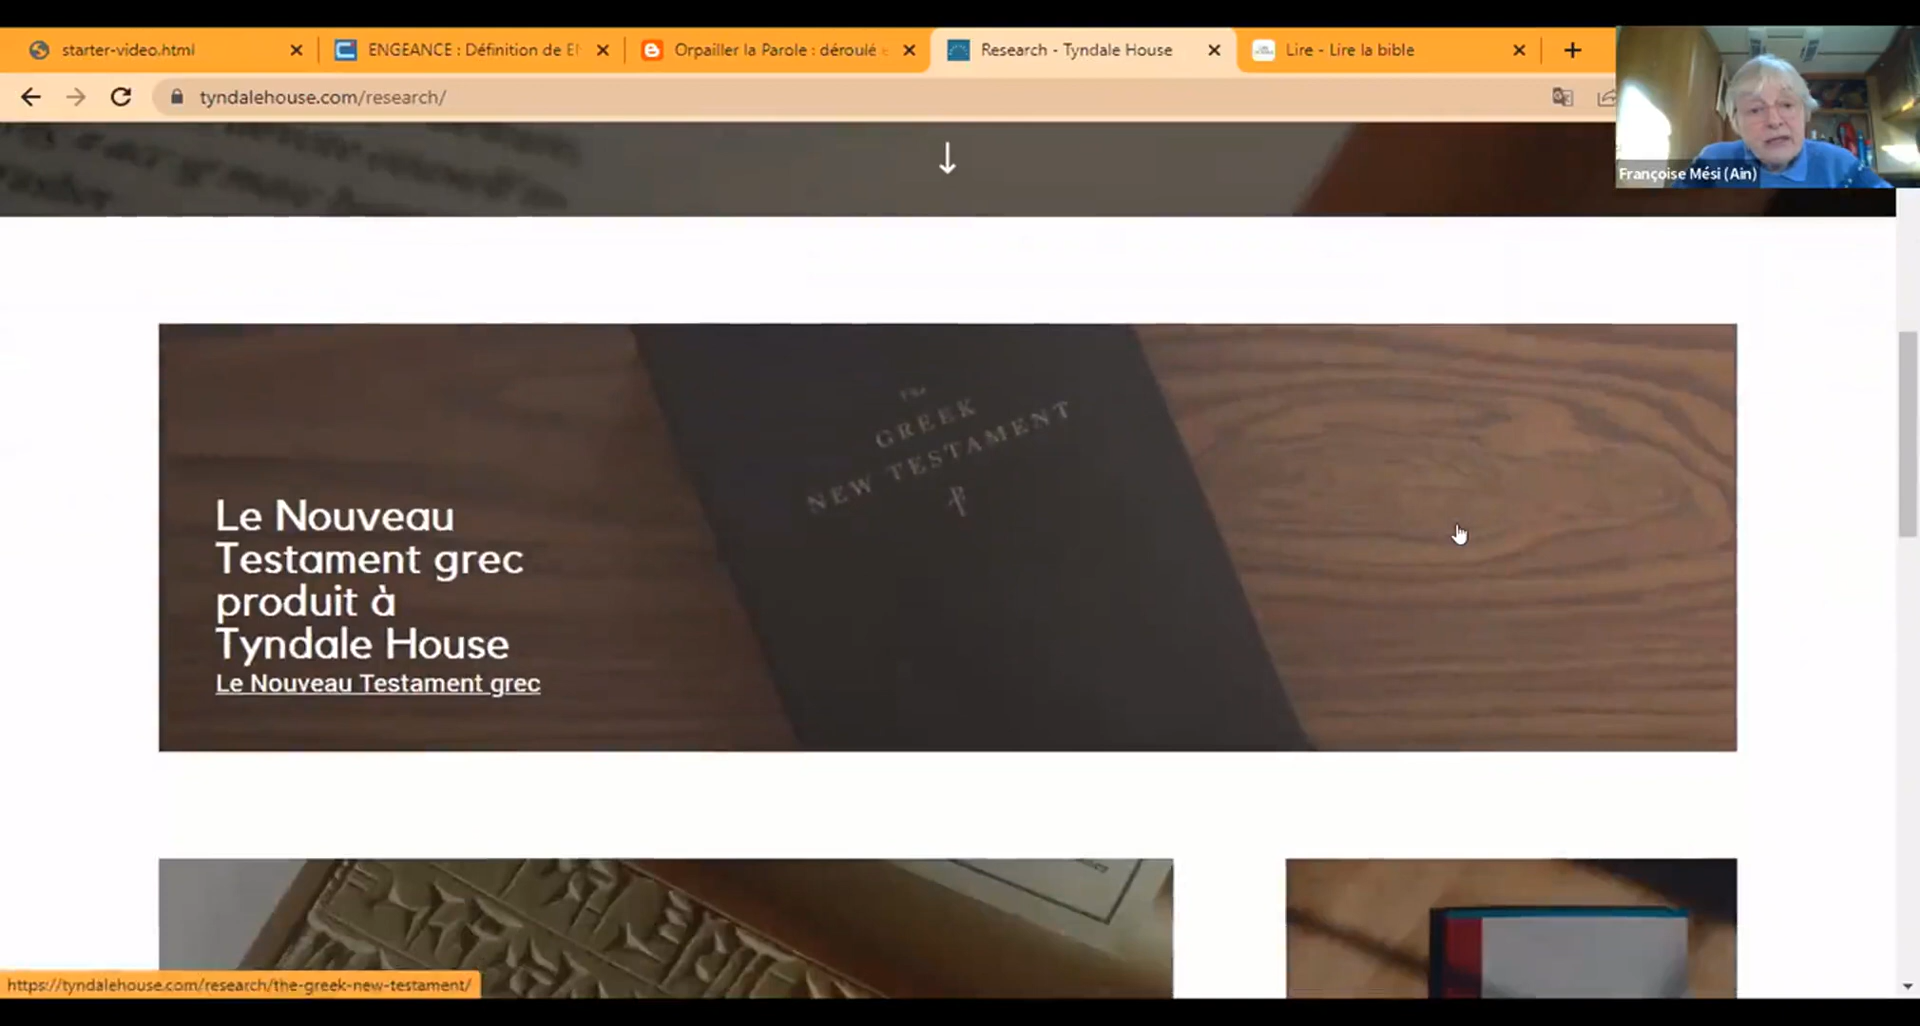 starter-video.html
ENGEANCE : Définition de E
Orpailler la Parole : déroulé
Research - Tyndale House
Lire - Lire la bible
tyndalehouse.com/research/
Françoise Mési (Ain)
The
GREEK
NEW TESTAMENT
Le Nouveau
Testament grec
produit à
Tyndale House
Le Nouveau Testament grec
https://tyndalehouse.com/research/the-greek-new-testament/